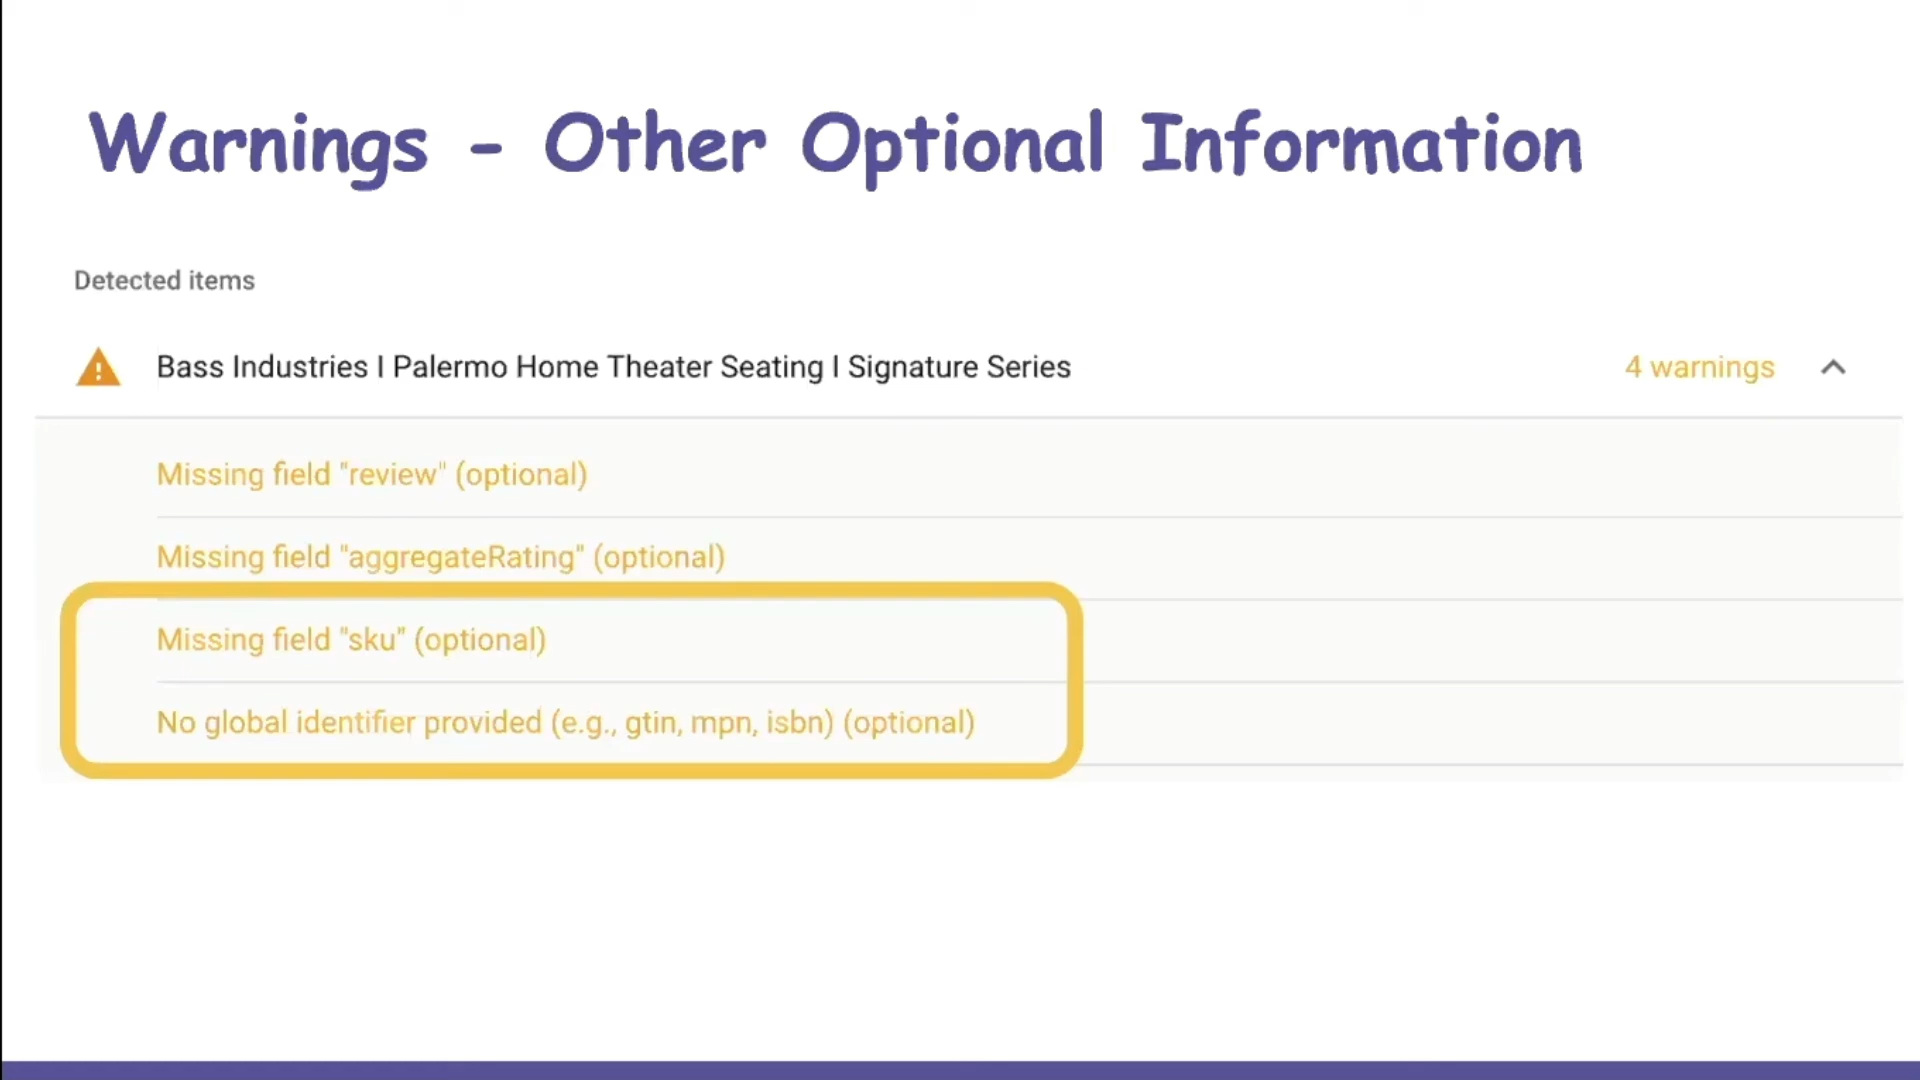 Warnings - Other Optional Information
Detected items
Bass Industries I Palermo Home Theater Seating I Signature Series
4 warnings
Missing field "review" (optional)
Missing field "aggregateRating" (optional)
Missing field "sku" (optional)
No global identifier provided (e.g., gtin, mpn, isbn) (optional)